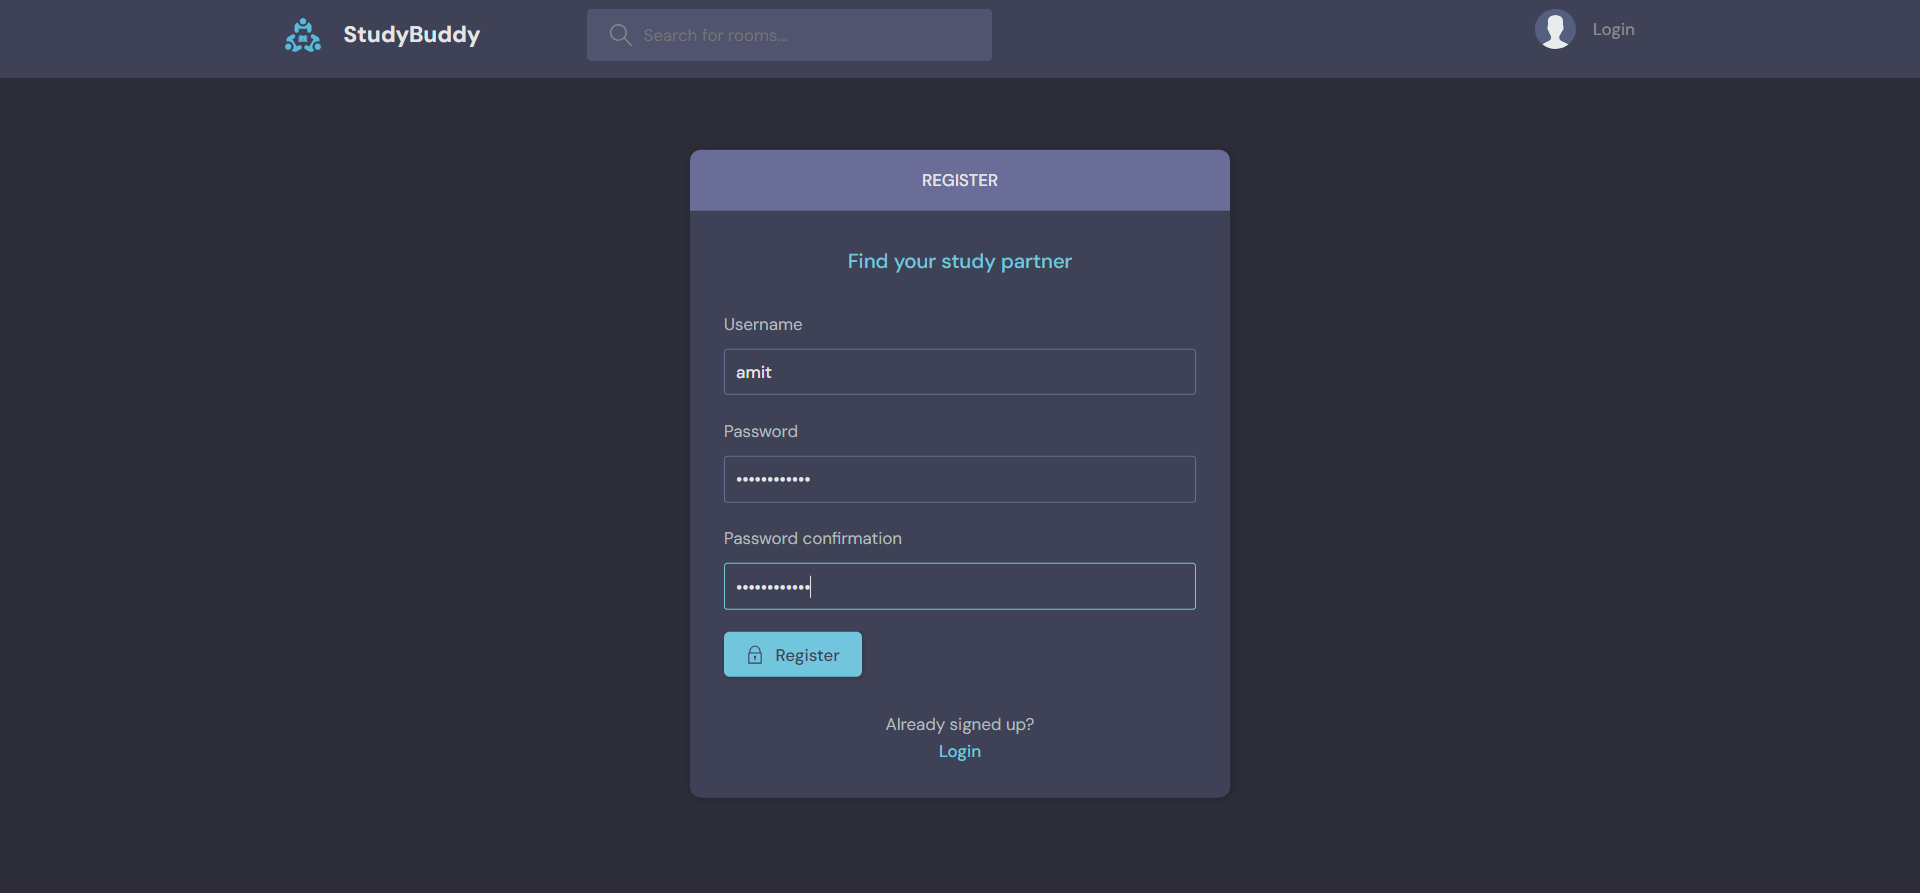 StudyBuddy
Search for rooms...
Login
REGISTER
Find your study partner
Username
amit
Password
••••••••••••
Password confirmation
••••••••••••
Register
Already signed up?
Login